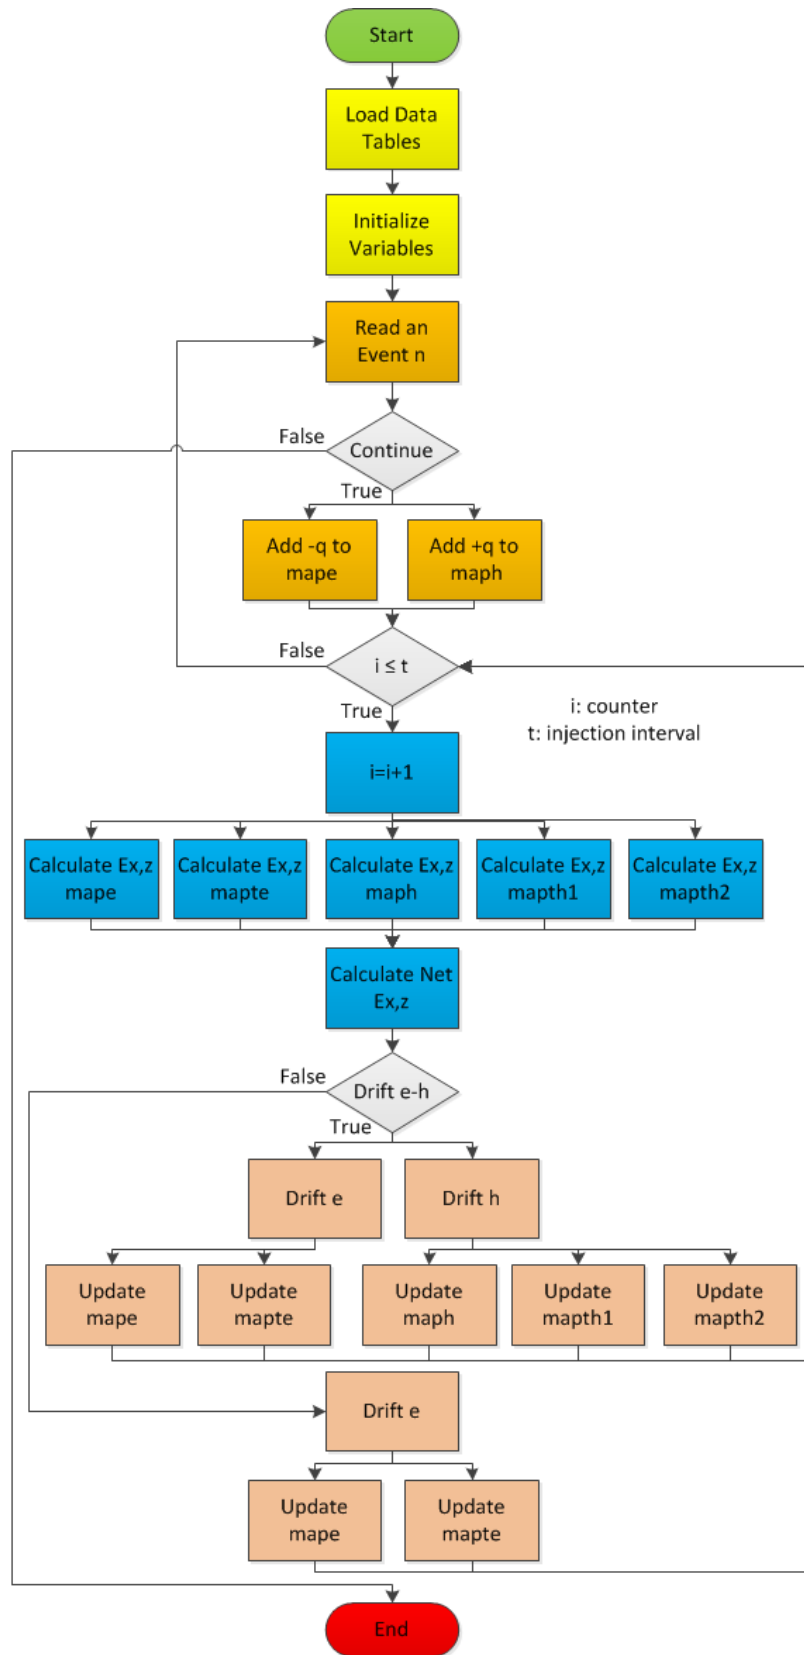 Start
Load Data
Tables
Initialize
Variables
Read an
Event n
False
Continue
True
Add -q to
mape
Add +q to
maph
False
i ≤ t
True
i: counter
t: injection interval
i=i+1
Calculate Ex,z
mape
Calculate Ex,z
mapte
Calculate Ex,z
maph
Calculate Ex,z
mapth1
Calculate Ex,z
mapth2
Calculate Net
Ex,z
False
Drift e-h
True
Drift e
Drift h
Update
mape
Update
mapte
Update
maph
Update
mapth1
Update
mapth2
Drift e
Update
mape
Update
mapte
End